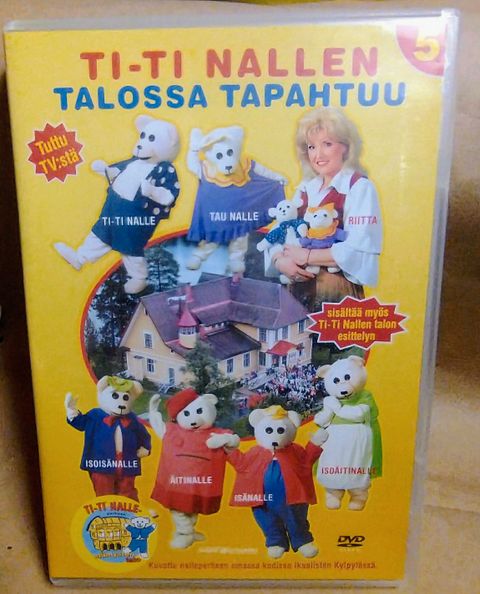 5
TI-TI NALLEN
TALOSSA TAPAHTUU
Tuttu
TV:stä
TI-TI NALLE
TAU NALLE
RIITTA
sisältää myös
Ti-Ti Nallen talon
esittelyn
ISOISÄNALLE
ÄITINALLE
ISÄNALLE
ISOÄITINALLE
TI-TI NALLE-
DVD
Kuvattu nalleperheen omassa kodissa Ikaalisten Kylpylässä.